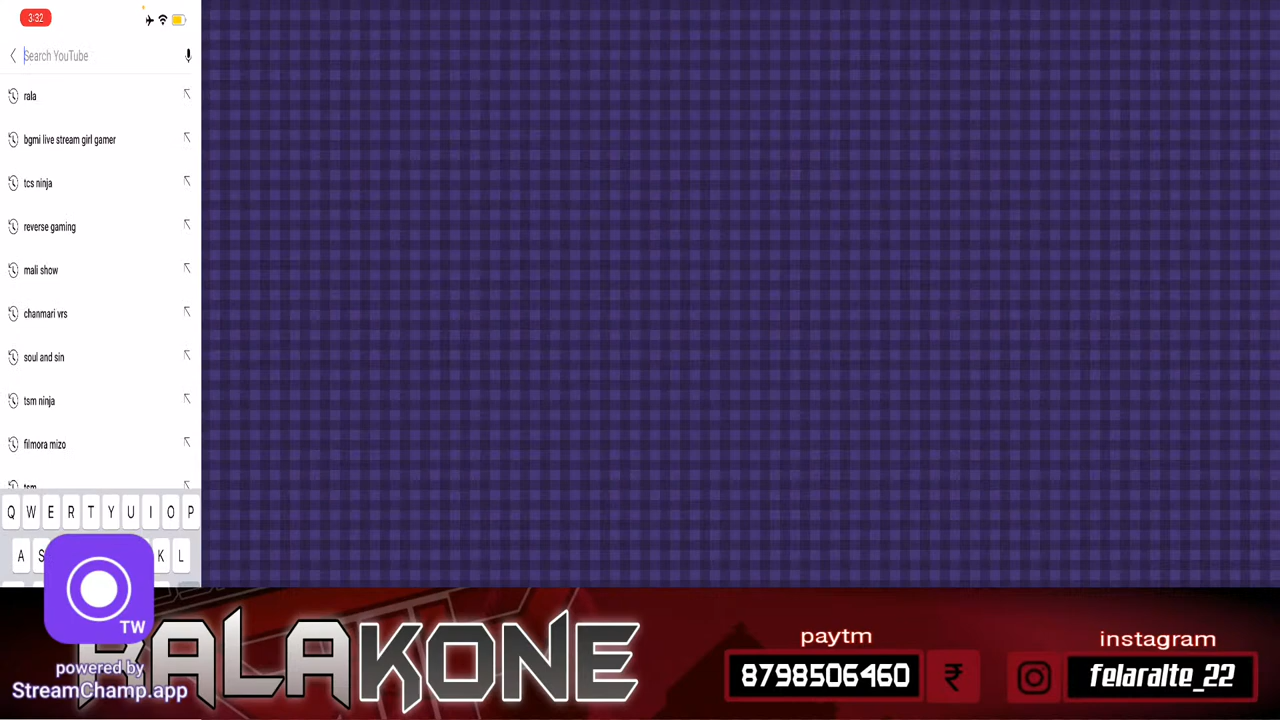 3:32
Search YouTube
rala
bgmi live stream girl gamer
tcs ninja
reverse gaming
mali show
chanmari vrs
soul and sin
tsm ninja
filmora mizo
tsm
Q W E R T Y U I O P
A S K L
TW
powered by
StreamChamp.app
RALAKONE
paytm
8798506460 ₹
instagram
felaralte_22